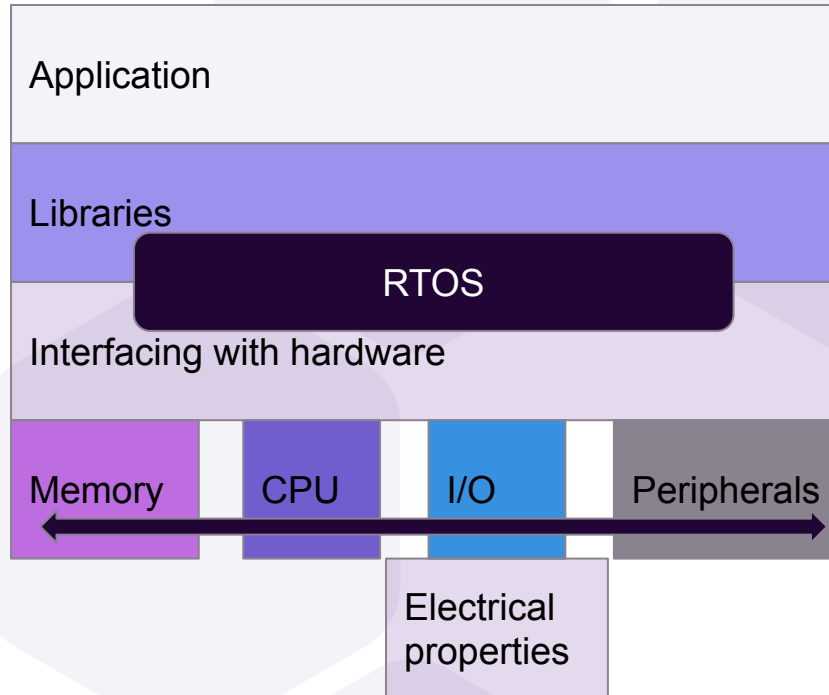 Application
Libraries
RTOS
Interfacing with hardware
Memory
CPU
I/O
Peripherals
Electrical
properties